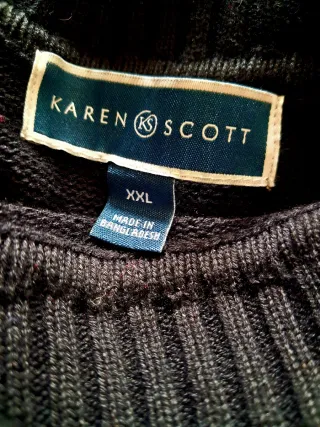 KAREN KS SCOTT
XXL
MADE IN
BANGLADESH